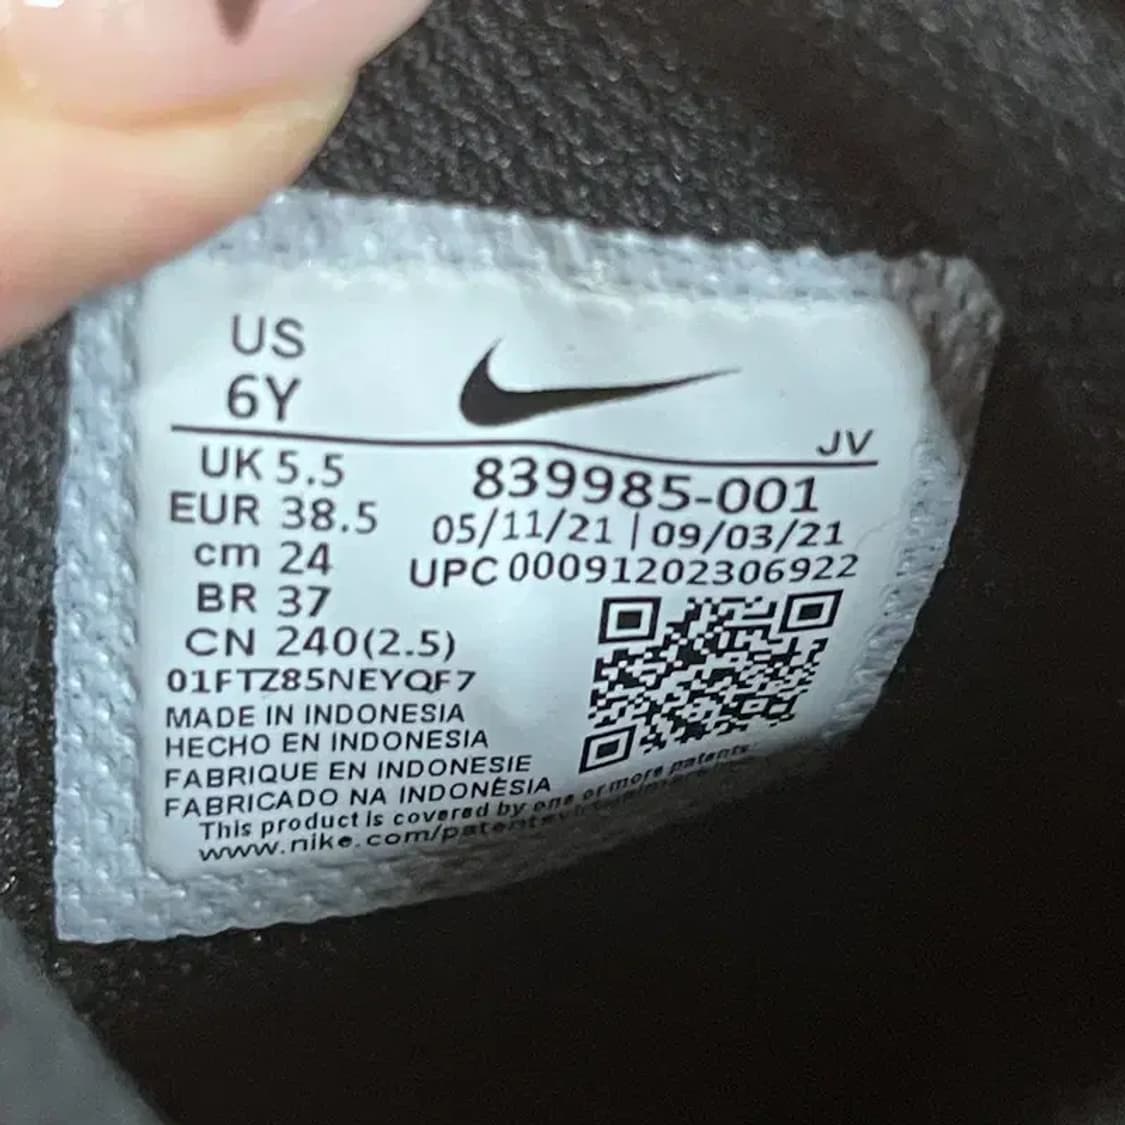 US
6Y
JV
UK 5.5
EUR 38.5
cm 24
BR 37
CN 240(2.5)
839985-001
05/11/21 | 09/03/21
UPC 00091202306922
01FTZ85NEYQF7
MADE IN INDONESIA
HECHO EN INDONESIA
FABRIQUE EN INDONESIE
FABRICADO NA INDONÉSIA
This product is covered by one or more patents
www.nike.com/patents